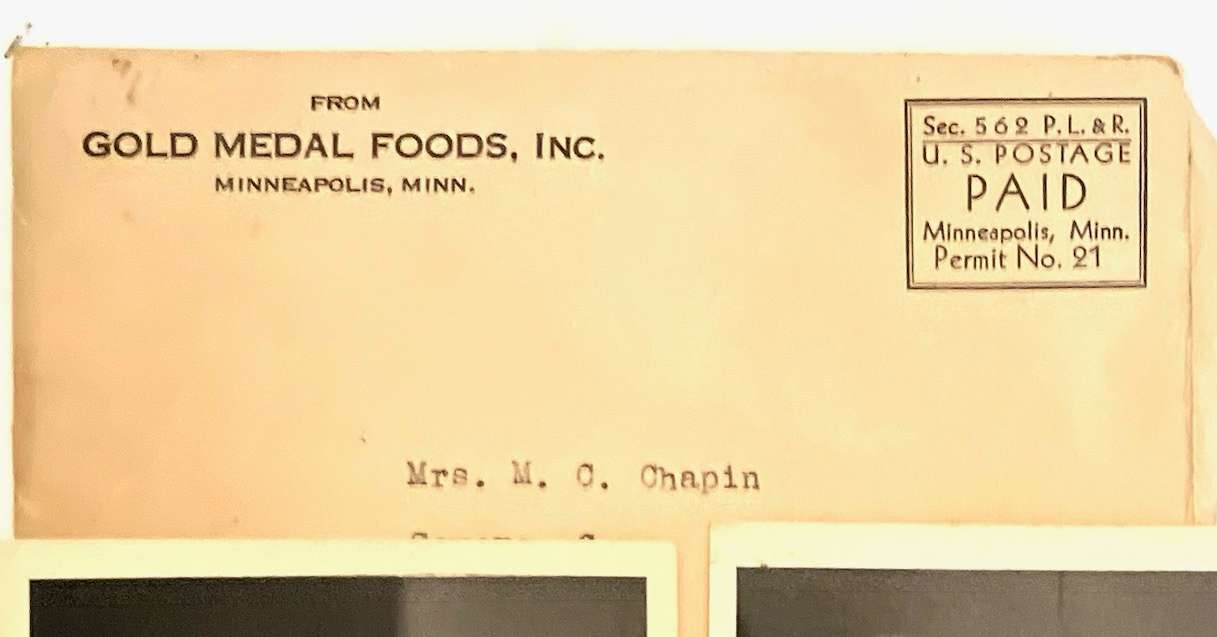 FROM
GOLD MEDAL FOODS, INC.
MINNEAPOLIS, MINN.
Sec. 562 P. L. & R.
U. S. POSTAGE
PAID
Minneapolis, Minn.
Permit No. 21
Mrs. M. C. Chapin